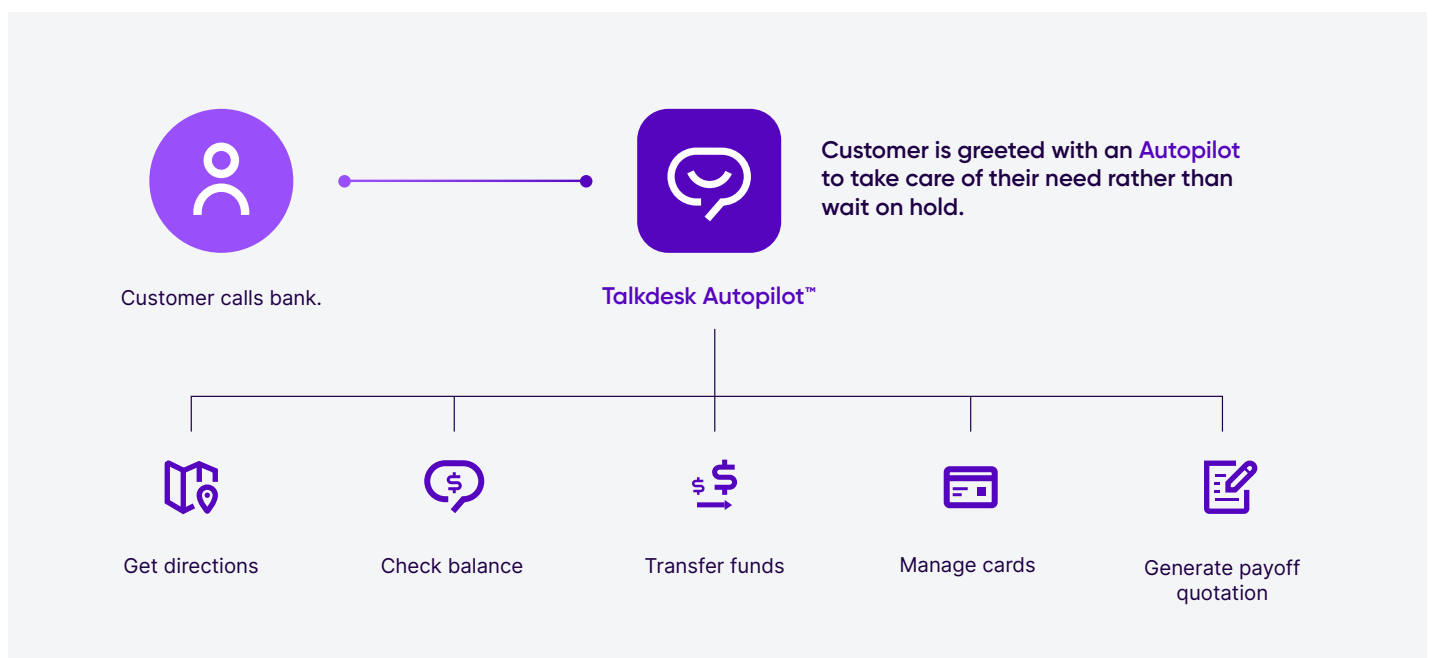 Customer is greeted with an Autopilot
to take care of their need rather than
wait on hold.
Customer calls bank.
Talkdesk Autopilot™
$
$
$
Get directions
Check balance
Transfer funds
Manage cards
Generate payoff
quotation